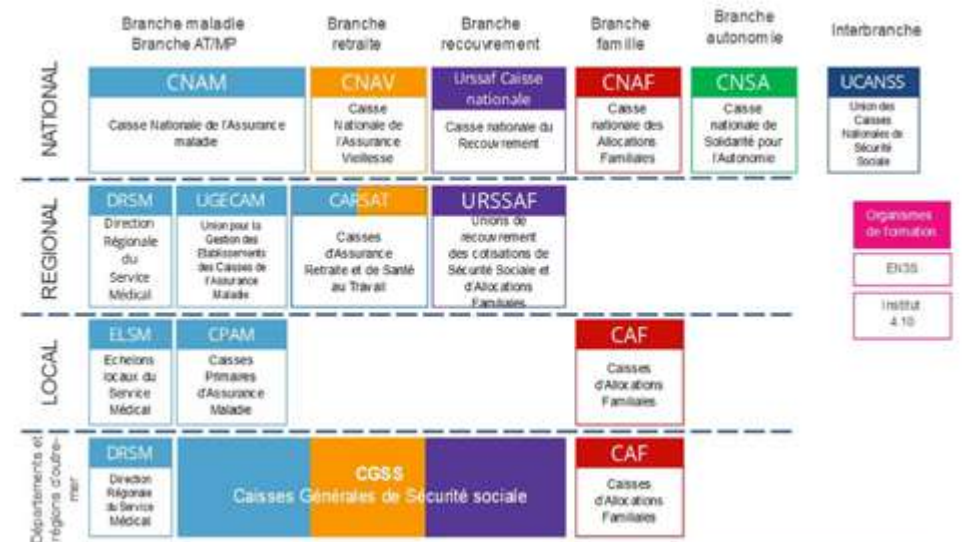 Branche maladie
Branche AT/MP
Branche
retraite
Branche
recouvrement
Branche
famille
Branche
autonomie
Interbranche
NATIONAL
CNAM
Caisse Nationale de l'Assurance
maladie
CNAV
Caisse
Nationale de
l'Assurance
Vieillesse
Urssaf Caisse
nationale
Caisse nationale du
Recouvrement
CNAF
Caisse
nationale des
Allocations
Familiales
CNSA
Caisse
nationale de
Solidarité pour
l'Autonomie
UCANSS
Union des
Caisses
Nationales de
Sécurité
Sociale
REGIONAL
DRSM
Direction
Régionale
du
Service
Médical
UGECAM
Union pour la
Gestion des
Etablissements
des Caisses de
l'Assurance
Maladie
CARSAT
Caisses
d'Assurance
Retraite et de Santé
au Travail
URSSAF
Unions de
recouvrement
des cotisations de
Sécurité Sociale et
d'Allocations
Familiales
Organismes
de formation
EN3S
Institut
4.10
LOCAL
ELSM
Echelons
locaux du
Service
Médical
CPAM
Caisses
Primaires
d'Assurance
Maladie
CAF
Caisses
d'Allocations
Familiales
Départements et
régions d'outre-
mer
DRSM
Direction
Régionale
du Service
Médical
CGSS
Caisses Générales de Sécurité sociale
CAF
Caisses
d'Allocations
Familiales